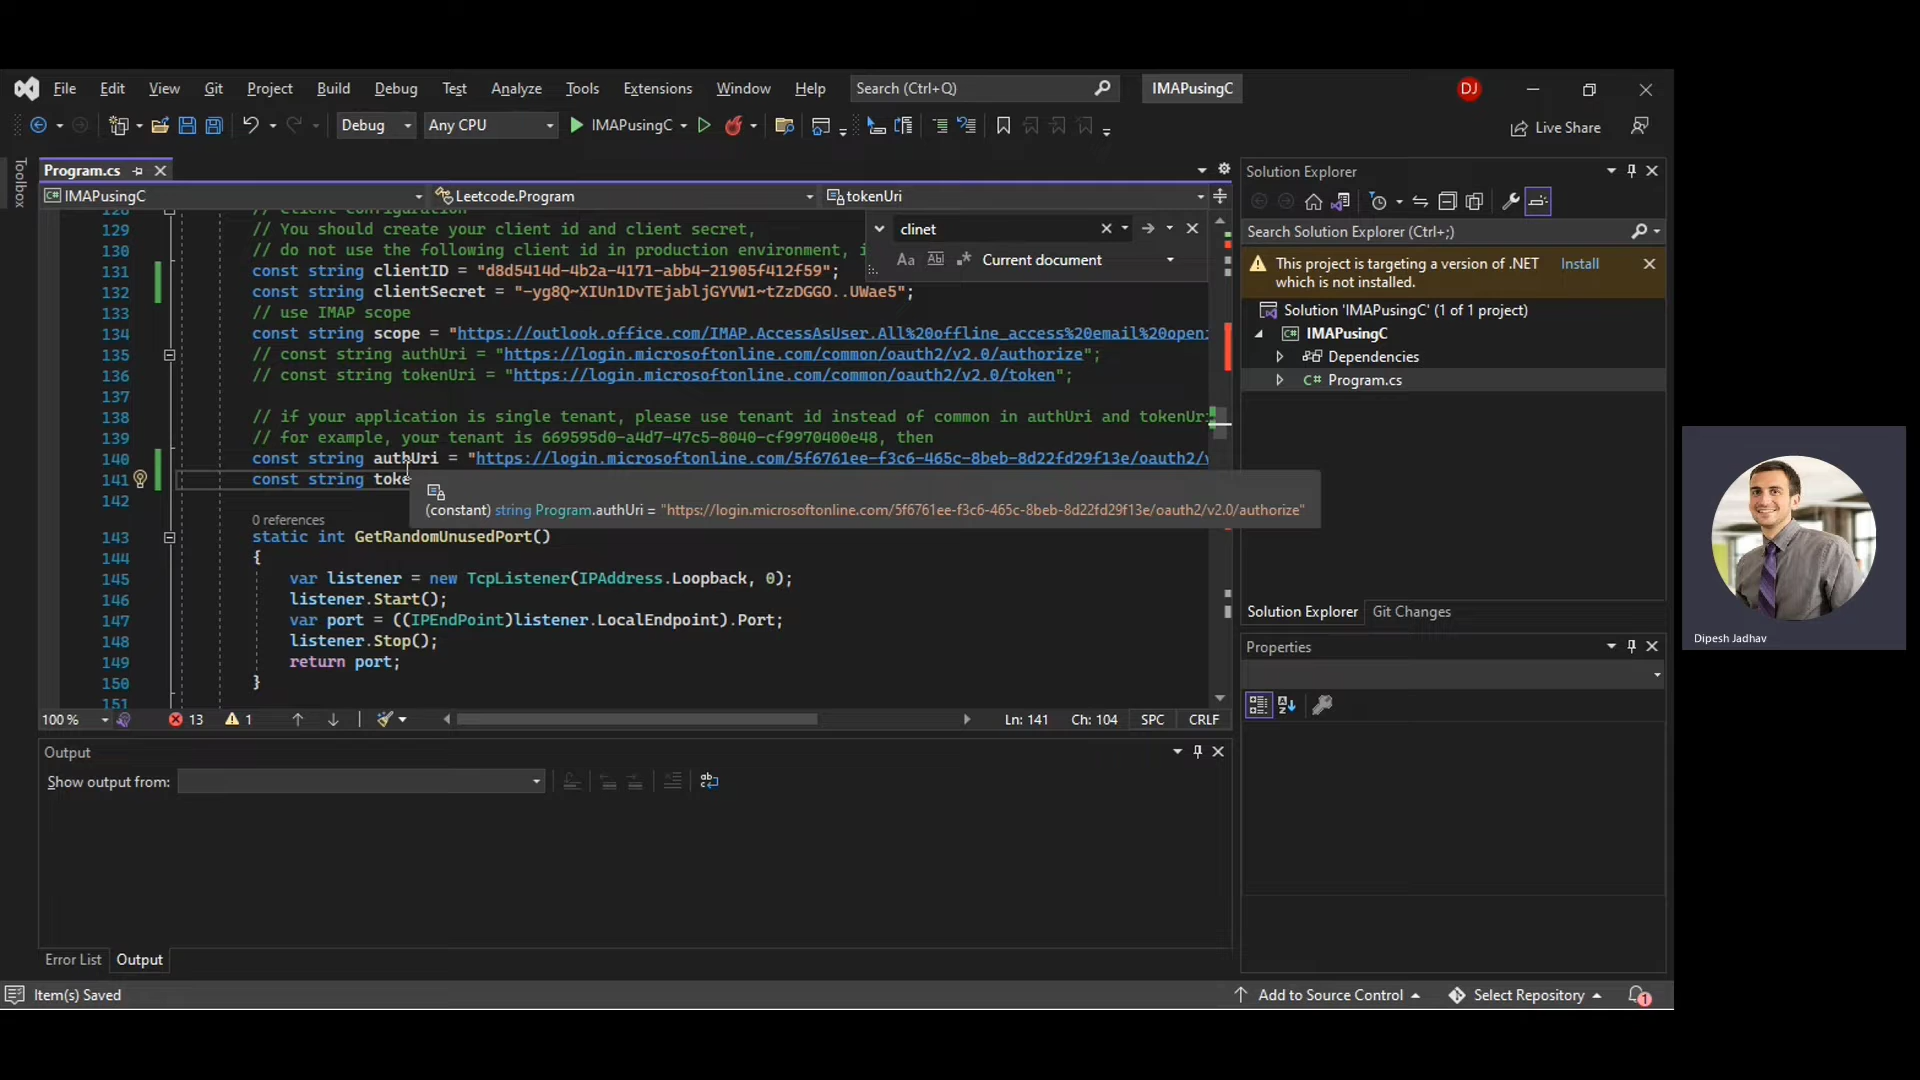 File Edit View Git Project Build Debug Test Analyze Tools Extensions Window Help Search (Ctrl+Q) IMAPusingC DJ
Debug Any CPU IMAPusingC Live Share
Toolbox
Program.cs
IMAPusingC Leetcode.Program tokenUri
clinet
Aa Current document
129 // You should create your client id and client secret,
130 // do not use the following client id in production environment, i
131 const string clientID = "d8d5414d-4b2a-4171-abb4-21905f412f59";
132 const string clientSecret = "-yg8Q~XIUn1DvTEjabljGYVW1~tZzDGGO..UWae5";
133 // use IMAP scope
134 const string scope = "https://outlook.office.com/IMAP.AccessAsUser.All%20offline_access%20email%20openi
135 // const string authUri = "https://login.microsoftonline.com/common/oauth2/v2.0/authorize";
136 // const string tokenUri = "https://login.microsoftonline.com/common/oauth2/v2.0/token";
137
138 // if your application is single tenant, please use tenant id instead of common in authUri and tokenUr
139 // for example, your tenant is 669595d0-a4d7-47c5-8040-cf9970400e48, then
140 const string authUri = "https://login.microsoftonline.com/5f6761ee-f3c6-465c-8beb-8d22fd29f13e/oauth2/v
141 const string toke
(constant) string Program.authUri = "https://login.microsoftonline.com/5f6761ee-f3c6-465c-8beb-8d22fd29f13e/oauth2/v2.0/authorize"
142
0 references
143 static int GetRandomUnusedPort()
144 {
145 var listener = new TcpListener(IPAddress.Loopback, 0);
146 listener.Start();
147 var port = ((IPEndPoint)listener.LocalEndpoint).Port;
148 listener.Stop();
149 return port;
150 }
151
100 % 13 1 Ln: 141 Ch: 104 SPC CRLF
Output
Show output from:
Error List Output
Item(s) Saved Add to Source Control Select Repository 1
Solution Explorer
Search Solution Explorer (Ctrl+;)
This project is targeting a version of .NET Install
which is not installed.
Solution 'IMAPusingC' (1 of 1 project)
C# IMAPusingC
Dependencies
C# Program.cs
Solution Explorer Git Changes
Properties
Dipesh Jadhav